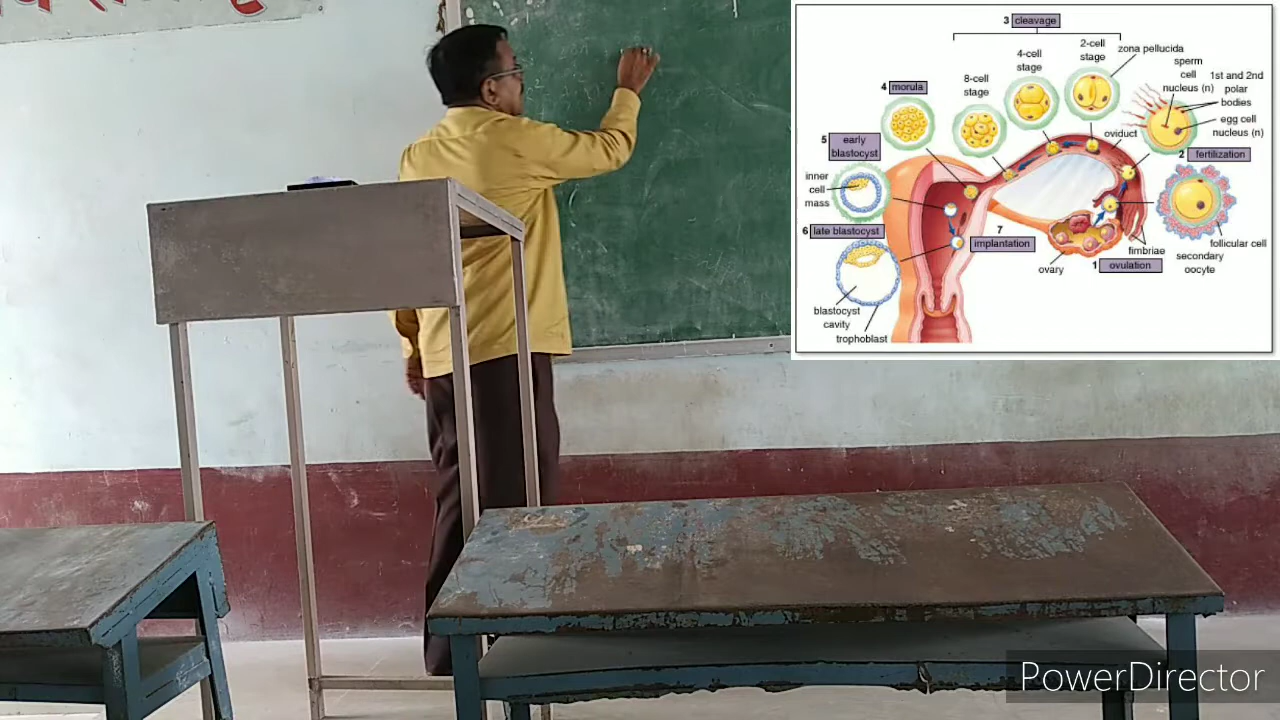 3 cleavage
2-cell
stage
zona pellucida
4-cell
stage
sperm
cell
nucleus (n)
1st and 2nd
polar
bodies
8-cell
stage
4 morula
egg cell
nucleus (n)
oviduct
5 early
blastocyst
2 fertilization
inner
cell
mass
6 late blastocyst
7
implantation
follicular cell
fimbriae
secondary
oocyte
ovary
1 ovulation
blastocyst
cavity
trophoblast
PowerDirector